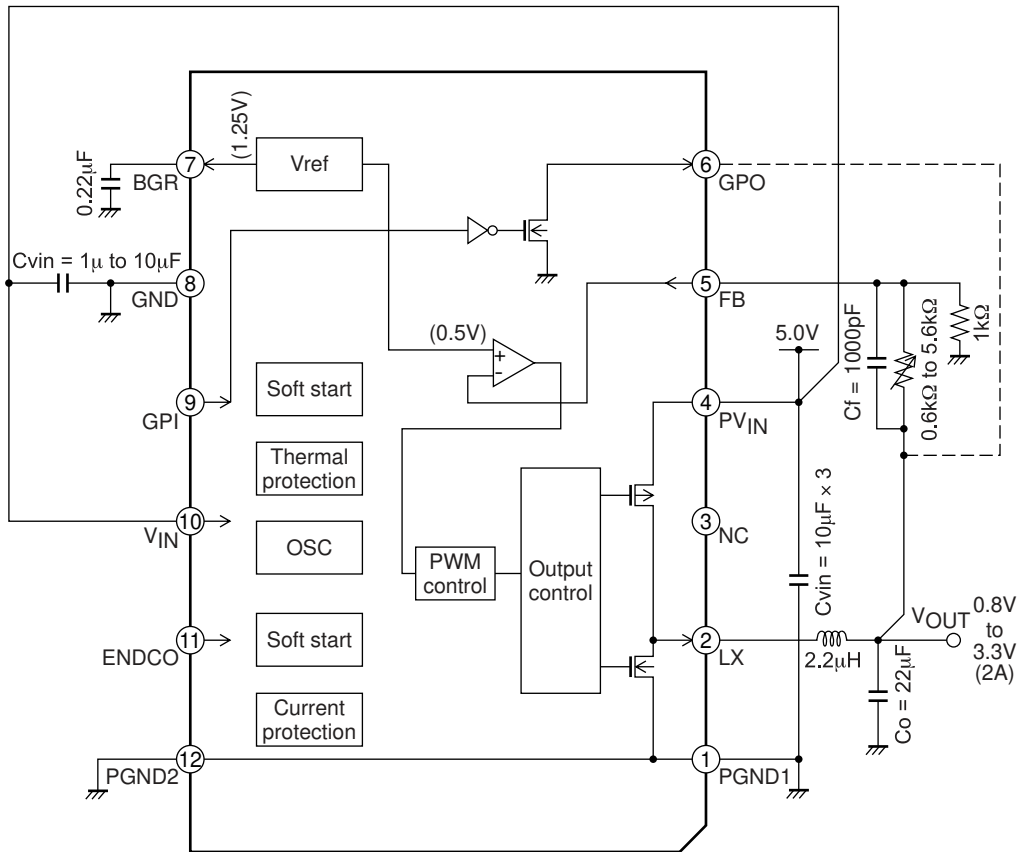 (1.25V)
7
BGR
0.22µF
Vref
6
GPO
Cvin = 1µ to 10µF
8
GND
5
FB
(0.5V)
+
-
5.0V
Cf = 1000pF
0.6kΩ to 5.6kΩ
1kΩ
9
GPI
Soft start
4
PVIN
Thermal
protection
10
VIN
OSC
PWM
control
Output
control
3
NC
Cvin = 10µF × 3
11
ENDCO
Soft start
2
LX
2.2µH
VOUT
0.8V
to
3.3V
(2A)
Co = 22µF
Current
protection
12
PGND2
1
PGND1